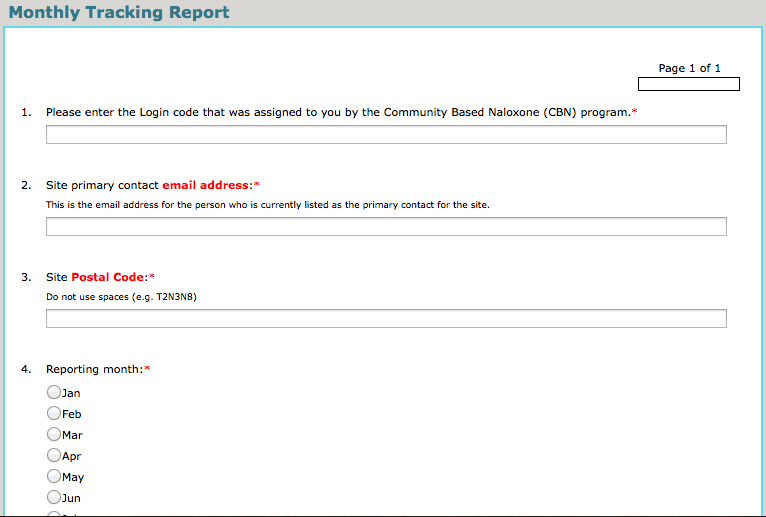 Monthly Tracking Report
Page 1 of 1
1. Please enter the Login code that was assigned to you by the Community Based Naloxone (CBN) program.*
2. Site primary contact email address:*
This is the email address for the person who is currently listed as the primary contact for the site.
3. Site Postal Code:*
Do not use spaces (e.g. T2N3N8)
4. Reporting month:*
Jan
Feb
Mar
Apr
May
Jun